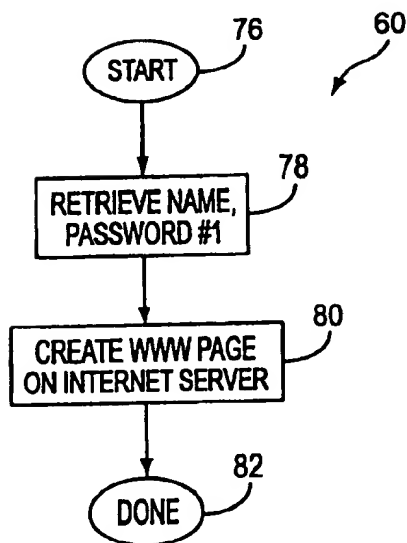 76
60
START
78
RETRIEVE NAME,
PASSWORD #1
80
CREATE WWW PAGE
ON INTERNET SERVER
82
DONE